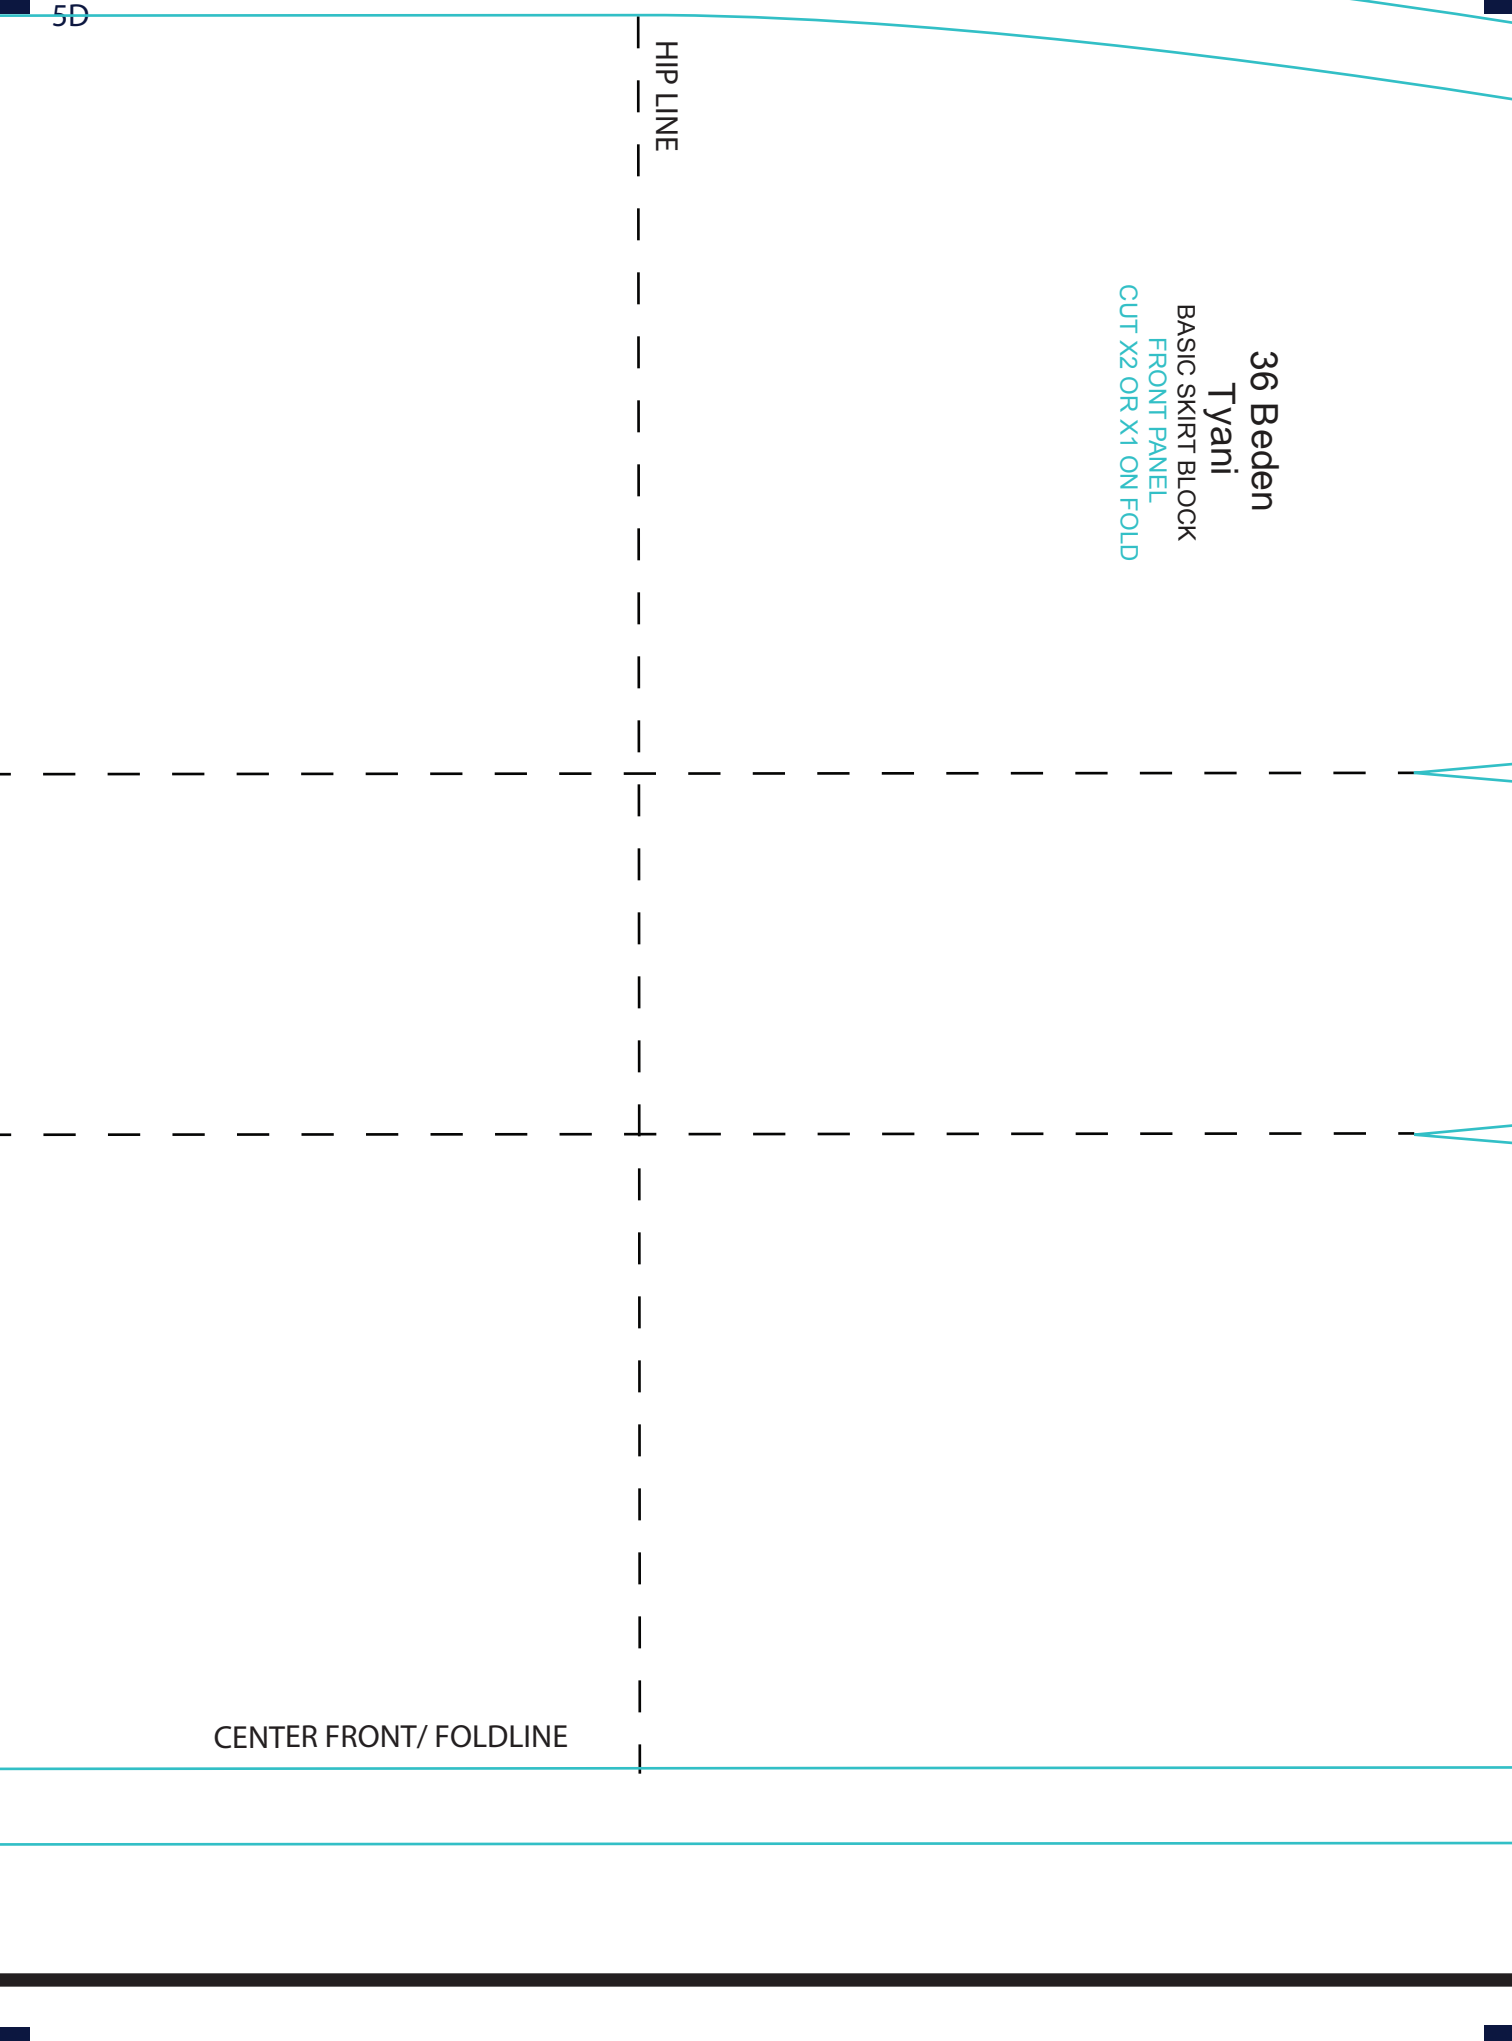 5D
HIP LINE
36 Beden
Tyani
BASIC SKIRT BLOCK
FRONT PANEL
CUT X2 OR X1 ON FOLD
CENTER FRONT/ FOLDLINE